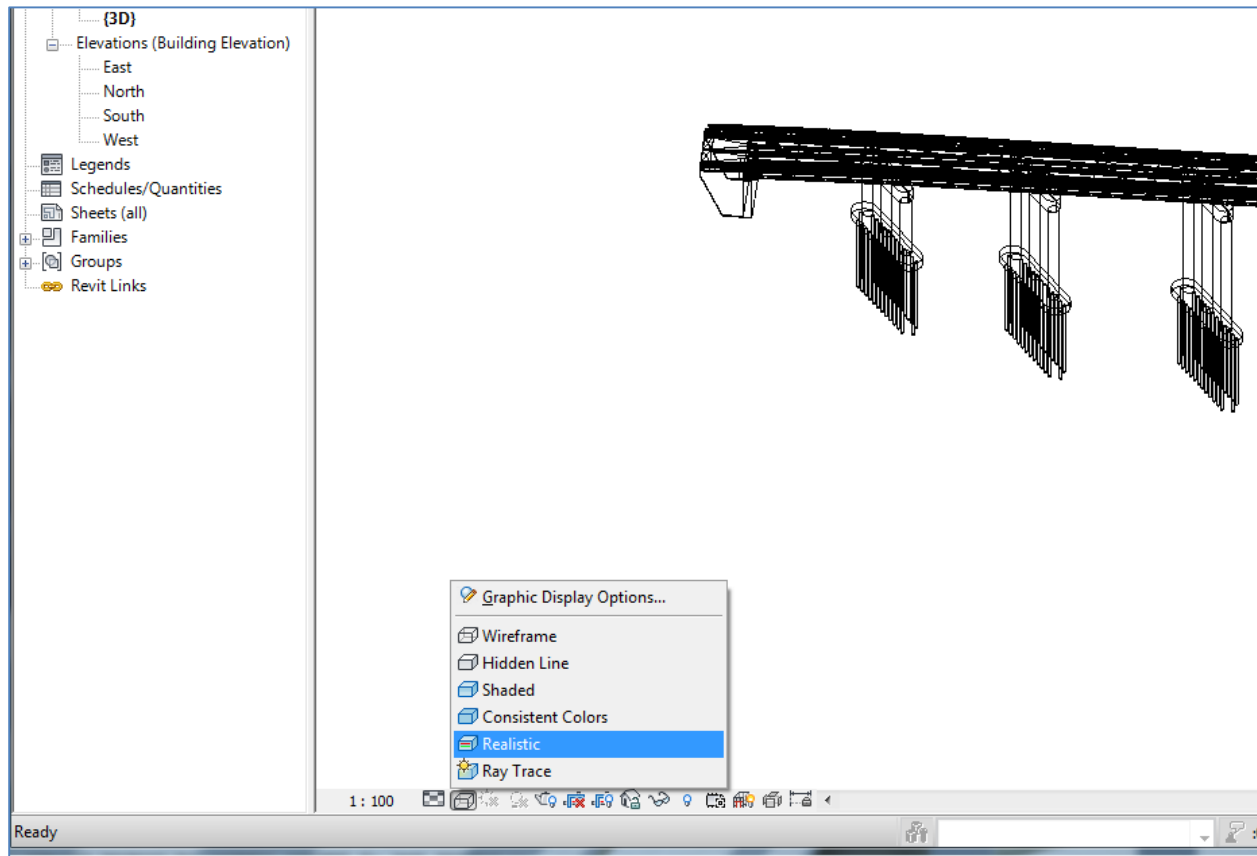 {3D}
Elevations (Building Elevation)
East
North
South
West
Legends
Schedules/Quantities
Sheets (all)
Families
Groups
Revit Links
Graphic Display Options...
Wireframe
Hidden Line
Shaded
Consistent Colors
Realistic
Ray Trace
1 : 100
Ready